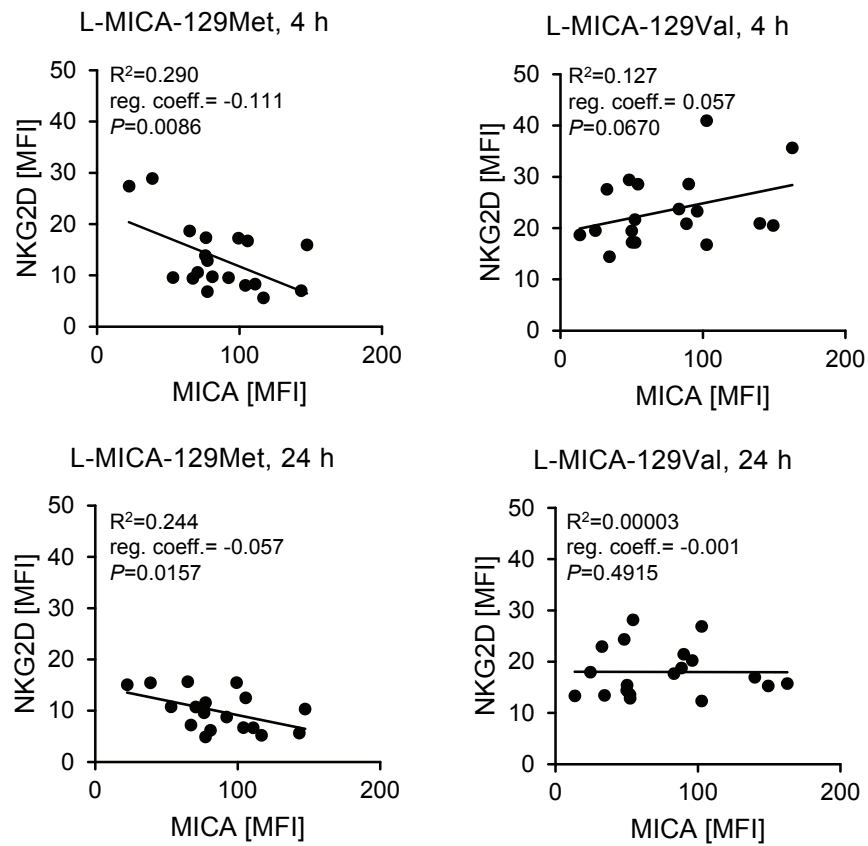 L-MICA-129Met, 4 h
R²=0.290
reg. coeff.= -0.111
P=0.0086
NKG2D [MFI]
50
40
30
20
10
0
0 100 200
MICA [MFI]
L-MICA-129Val, 4 h
R²=0.127
reg. coeff.= 0.057
P=0.0670
NKG2D [MFI]
50
40
30
20
10
0
0 100 200
MICA [MFI]
L-MICA-129Met, 24 h
R²=0.244
reg. coeff.= -0.057
P=0.0157
NKG2D [MFI]
50
40
30
20
10
0
0 100 200
MICA [MFI]
L-MICA-129Val, 24 h
R²=0.00003
reg. coeff.= -0.001
P=0.4915
NKG2D [MFI]
50
40
30
20
10
0
0 100 200
MICA [MFI]